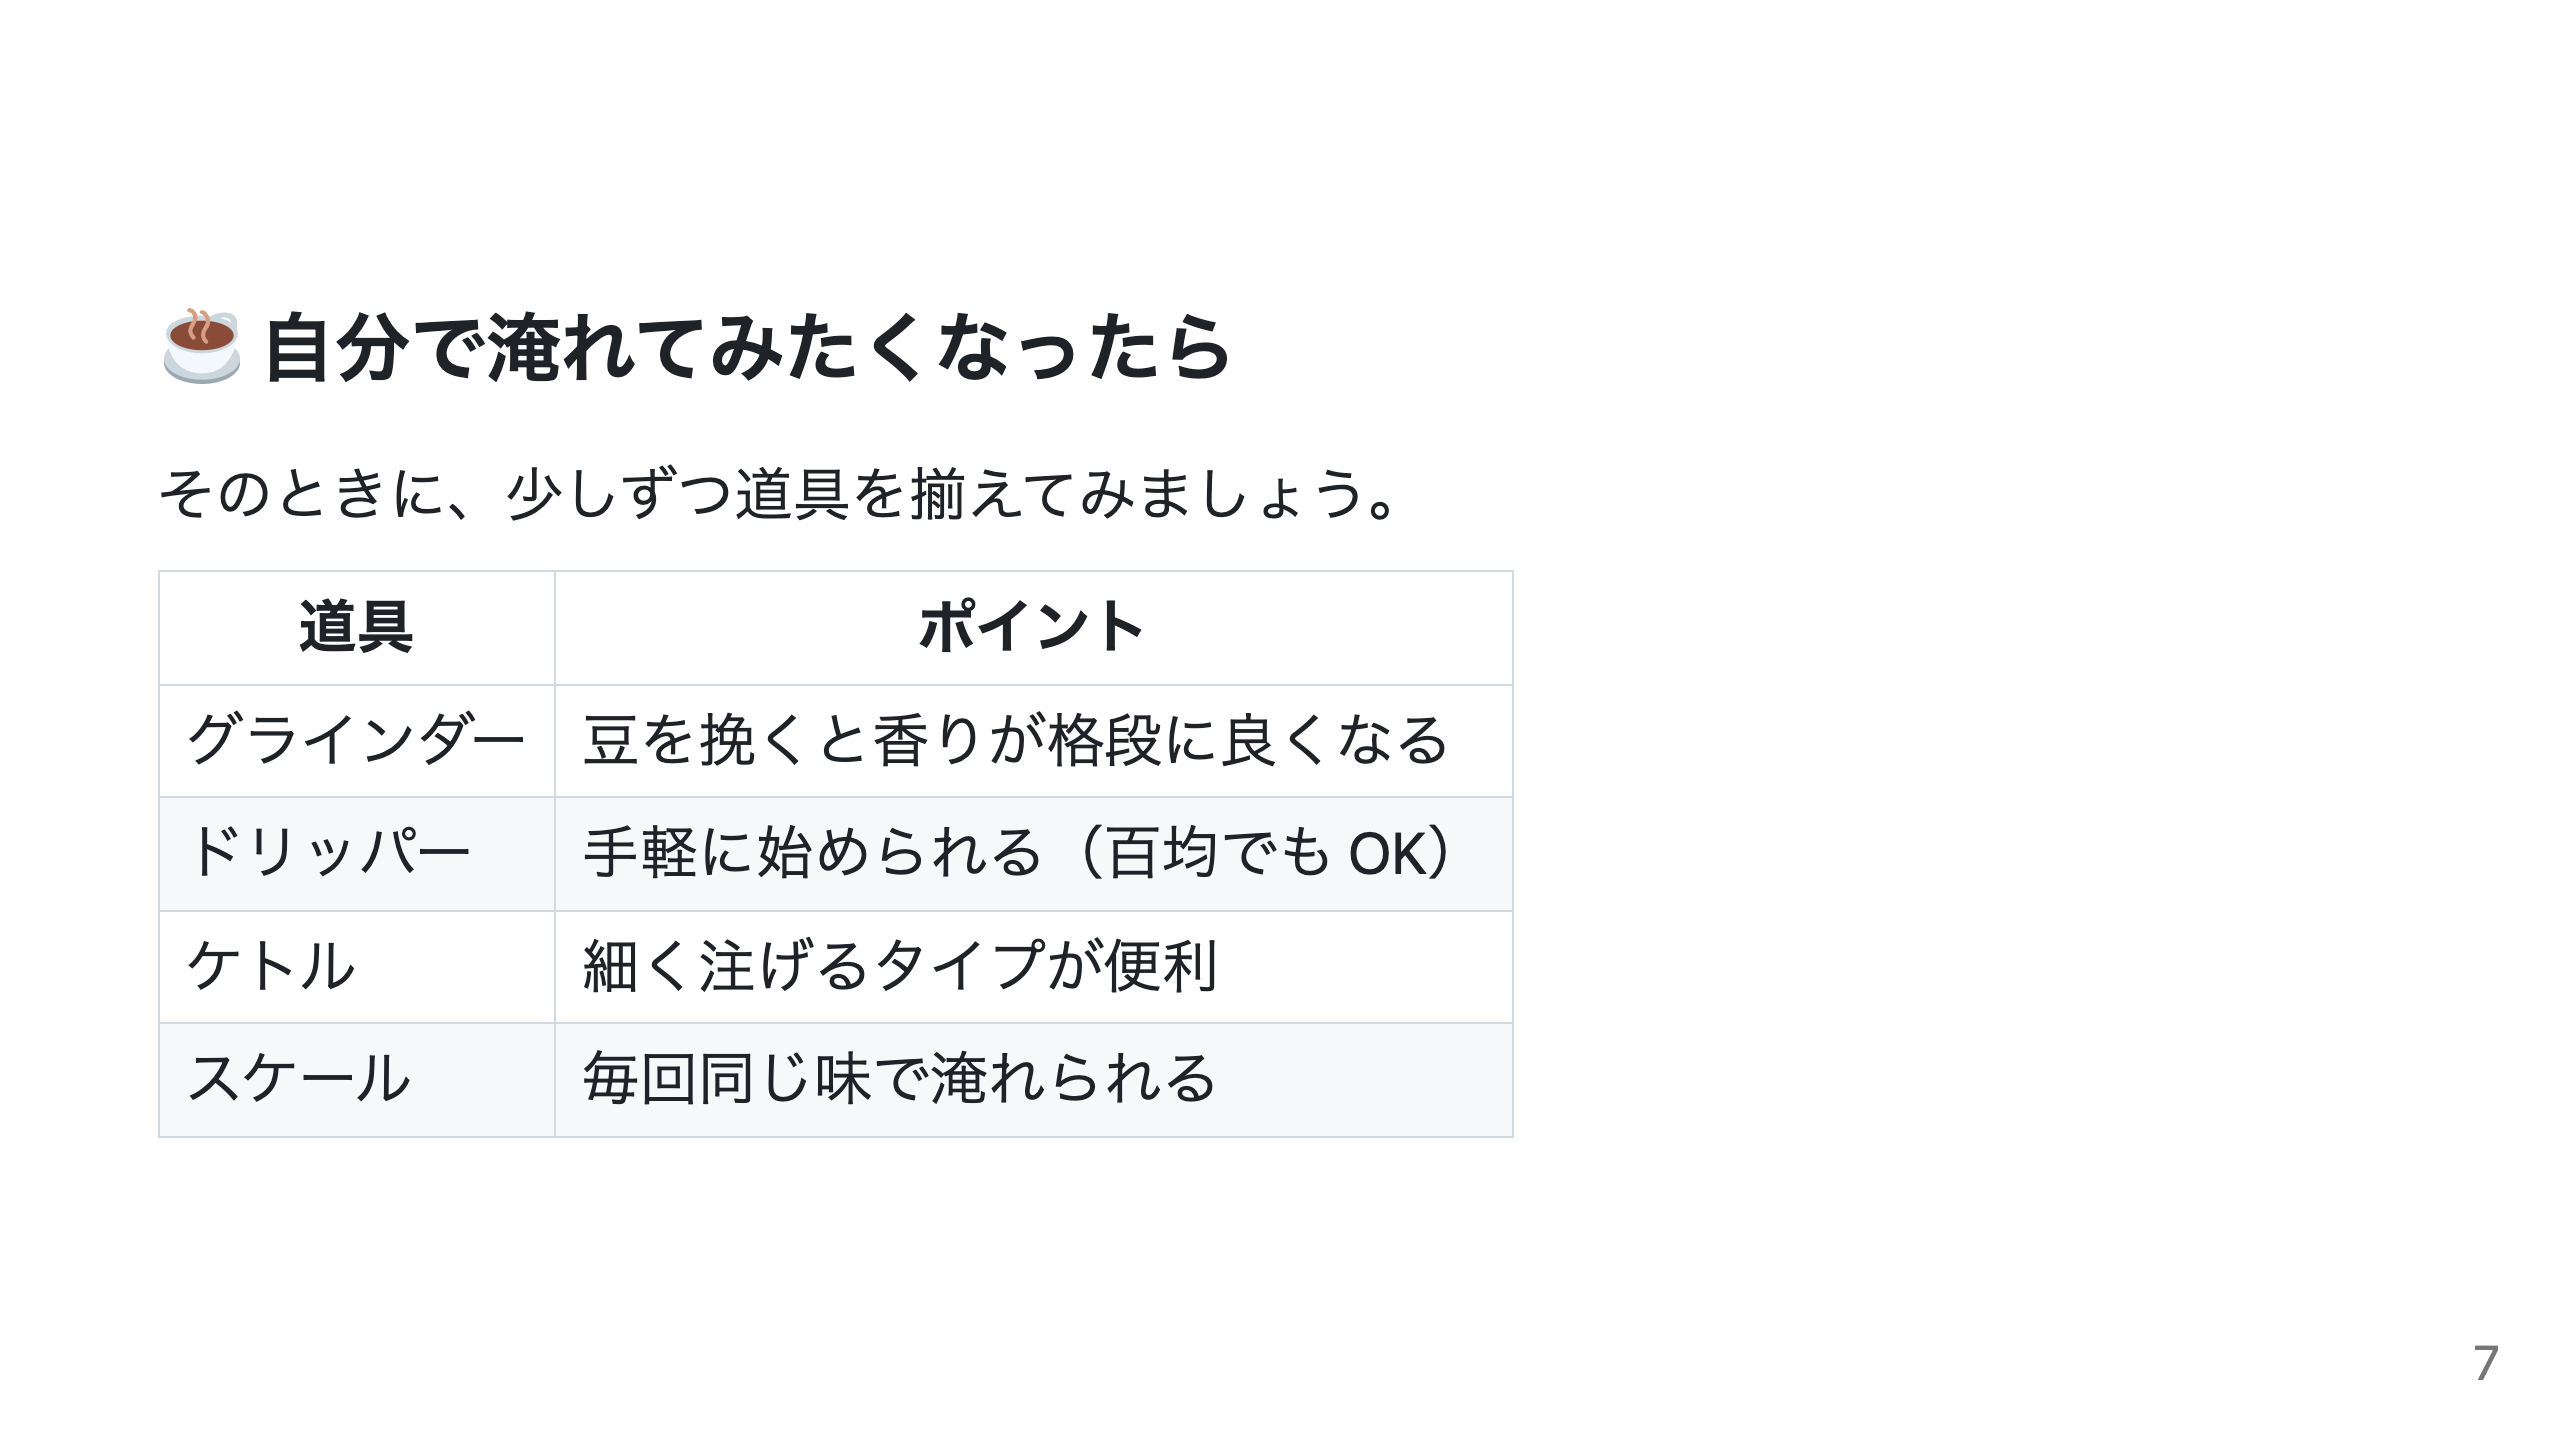 ☕ 自分で淹れてみたくなったら
そのときに、少しずつ道具を揃えてみましょう。
道具 ポイント
グラインダー 豆を挽くと香りが格段に良くなる
ドリッパー 手軽に始められる（百均でも OK）
ケトル 細く注げるタイプが便利
スケール 毎回同じ味で淹れられる
7